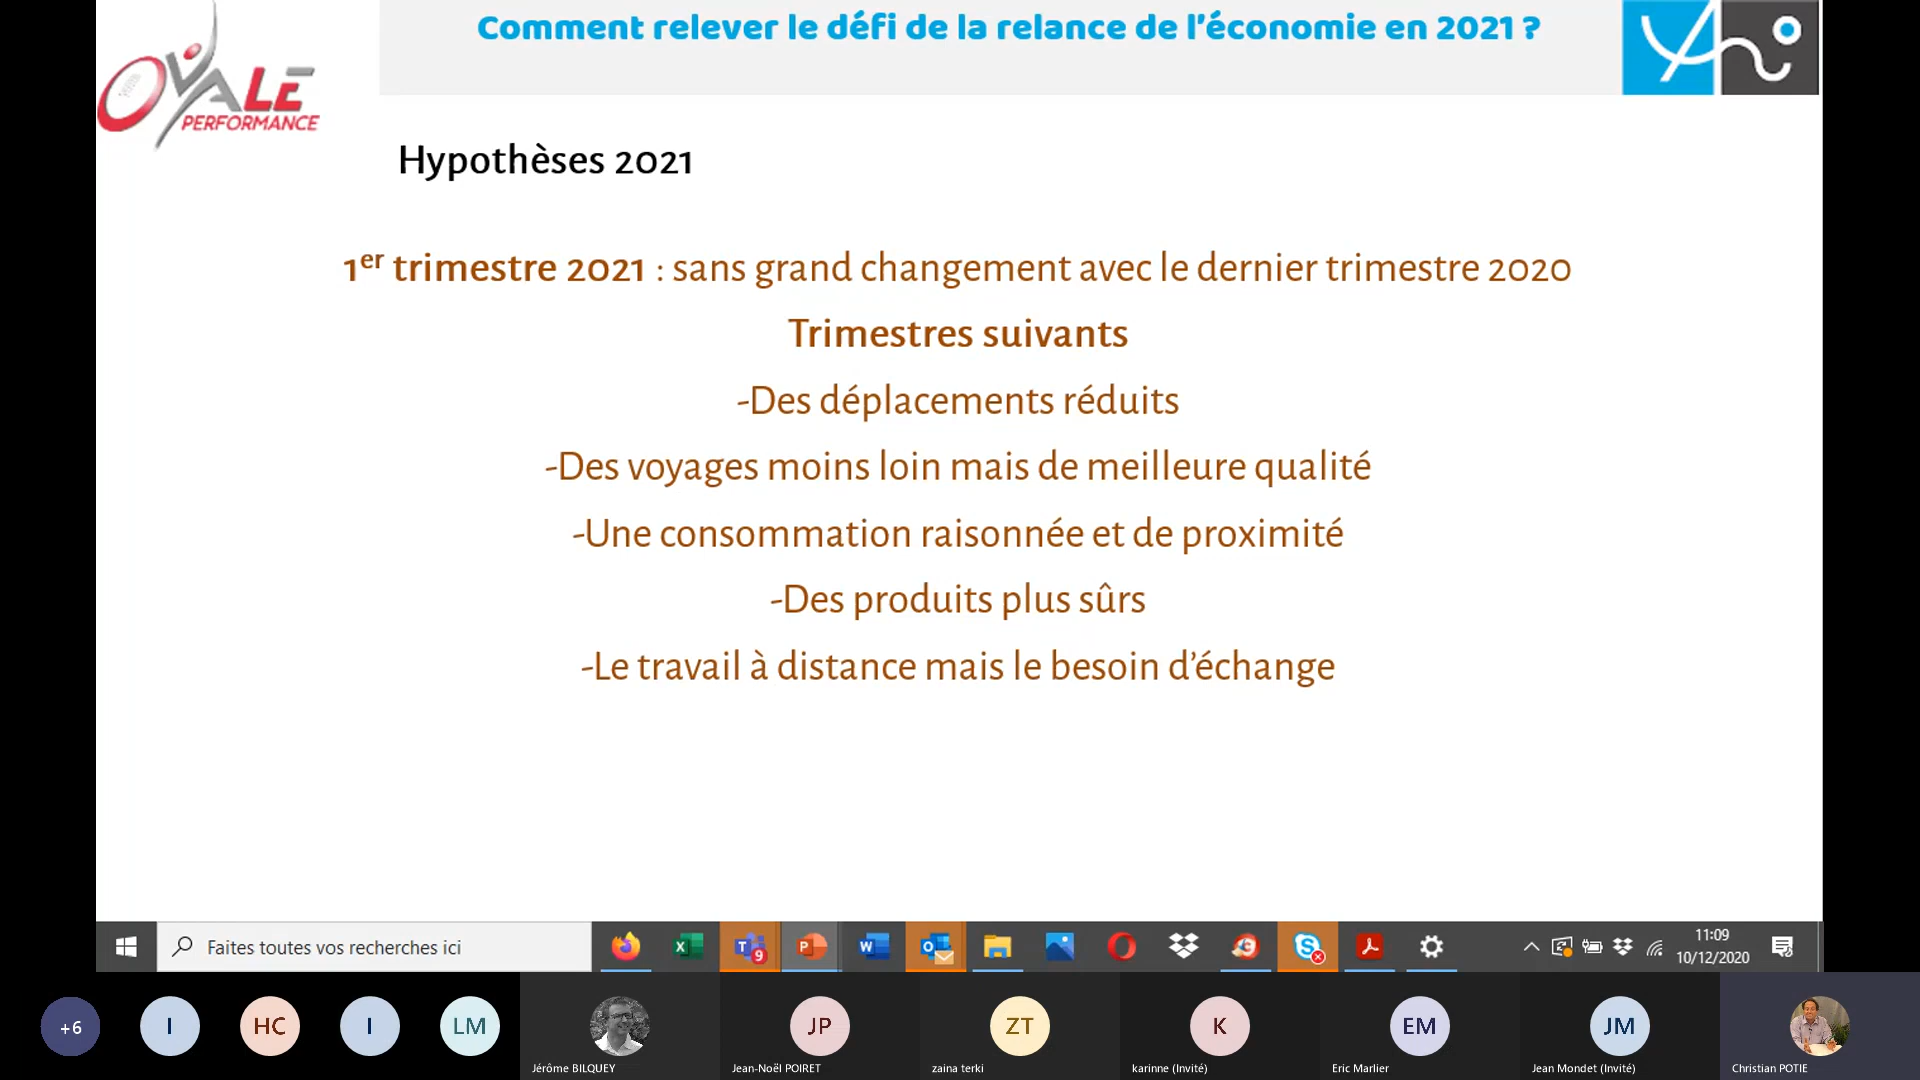 Comment relever le défi de la relance de l'économie en 2021 ?
OVALE
PERFORMANCE
Hypothèses 2021
1er trimestre 2021 : sans grand changement avec le dernier trimestre 2020
Trimestres suivants
-Des déplacements réduits
-Des voyages moins loin mais de meilleure qualité
-Une consommation raisonnée et de proximité
-Des produits plus sûrs
-Le travail à distance mais le besoin d'échange
Faites toutes vos recherches ici
9
11:09
10/12/2020
+6
I
HC
I
LM
JP
ZT
K
EM
JM
Jérôme BILQUEY
Jean-Noël POIRET
zaina terki
karinne (Invité)
Eric Marlier
Jean Mondet (Invité)
Christian POTIE